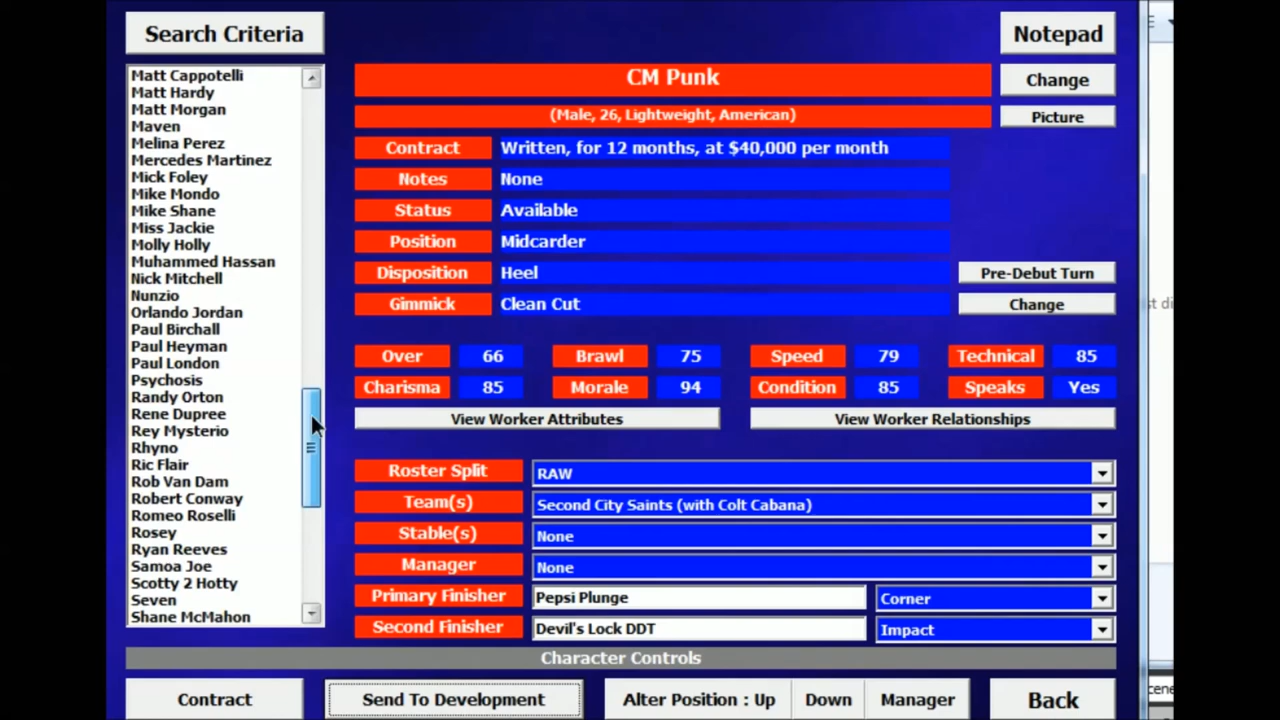 Search Criteria
Notepad
Matt Cappotelli
Matt Hardy
Matt Morgan
Maven
Melina Perez
Mercedes Martinez
Mick Foley
Mike Mondo
Mike Shane
Miss Jackie
Molly Holly
Muhammed Hassan
Nick Mitchell
Nunzio
Orlando Jordan
Paul Birchall
Paul Heyman
Paul London
Psychosis
Randy Orton
Rene Dupree
Rey Mysterio
Rhyno
Ric Flair
Rob Van Dam
Robert Conway
Romeo Roselli
Rosey
Ryan Reeves
Samoa Joe
Scotty 2 Hotty
Seven
Shane McMahon
CM Punk
Change
(Male, 26, Lightweight, American)
Picture
Contract Written, for 12 months, at $40,000 per month
Notes None
Status Available
Position Midcarder
Disposition Heel Pre-Debut Turn
Gimmick Clean Cut Change
Over 66 Brawl 75 Speed 79 Technical 85
Charisma 85 Morale 94 Condition 85 Speaks Yes
View Worker Attributes View Worker Relationships
Roster Split RAW
Team(s) Second City Saints (with Colt Cabana)
Stable(s) None
Manager None
Primary Finisher Pepsi Plunge Corner
Second Finisher Devil's Lock DDT Impact
Character Controls
Contract Send To Development Alter Position : Up Down Manager Back